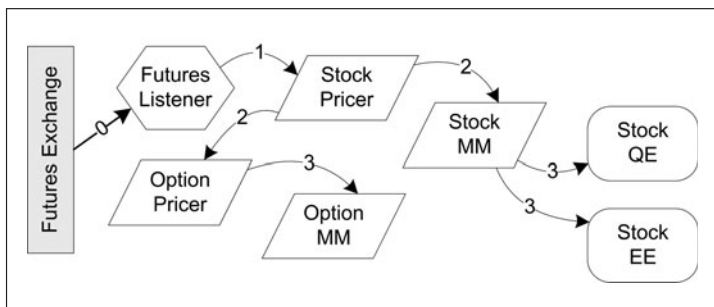 Futures Exchange
0
Futures
Listener
1
Stock
Pricer
2
Stock
MM
2
Option
Pricer
3
Option
MM
3
Stock
QE
3
Stock
EE